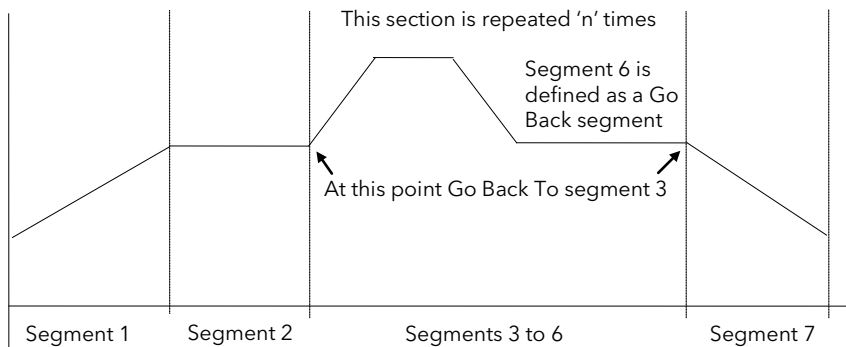 This section is repeated ‘n’ times
Segment 6 is
defined as a Go
Back segment
At this point Go Back To segment 3
Segment 1
Segment 2
Segments 3 to 6
Segment 7